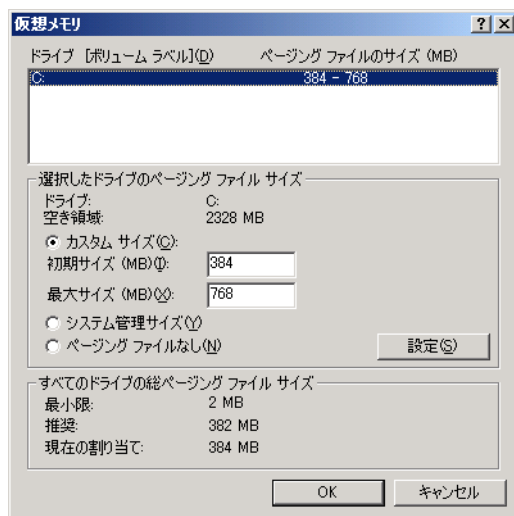 仮想メモリ
ドライブ [ボリューム ラベル](D) ページング ファイルのサイズ (MB)
C: 384 - 768
選択したドライブのページング ファイル サイズ
ドライブ: C:
空き領域: 2328 MB
カスタム サイズ(C):
初期サイズ (MB)(I): 384
最大サイズ (MB)(X): 768
システム管理サイズ(Y)
ページング ファイルなし(N) 設定(S)
すべてのドライブの総ページング ファイル サイズ
最小限: 2 MB
推奨: 382 MB
現在の割り当て: 384 MB
OK キャンセル